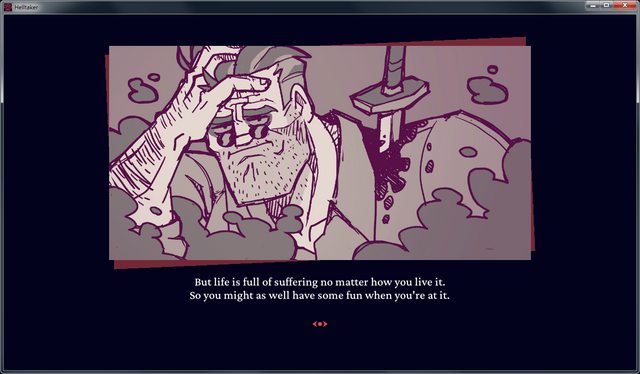 Helltaker
But life is full of suffering no matter how you live it.
So you might as well have some fun when you're at it.